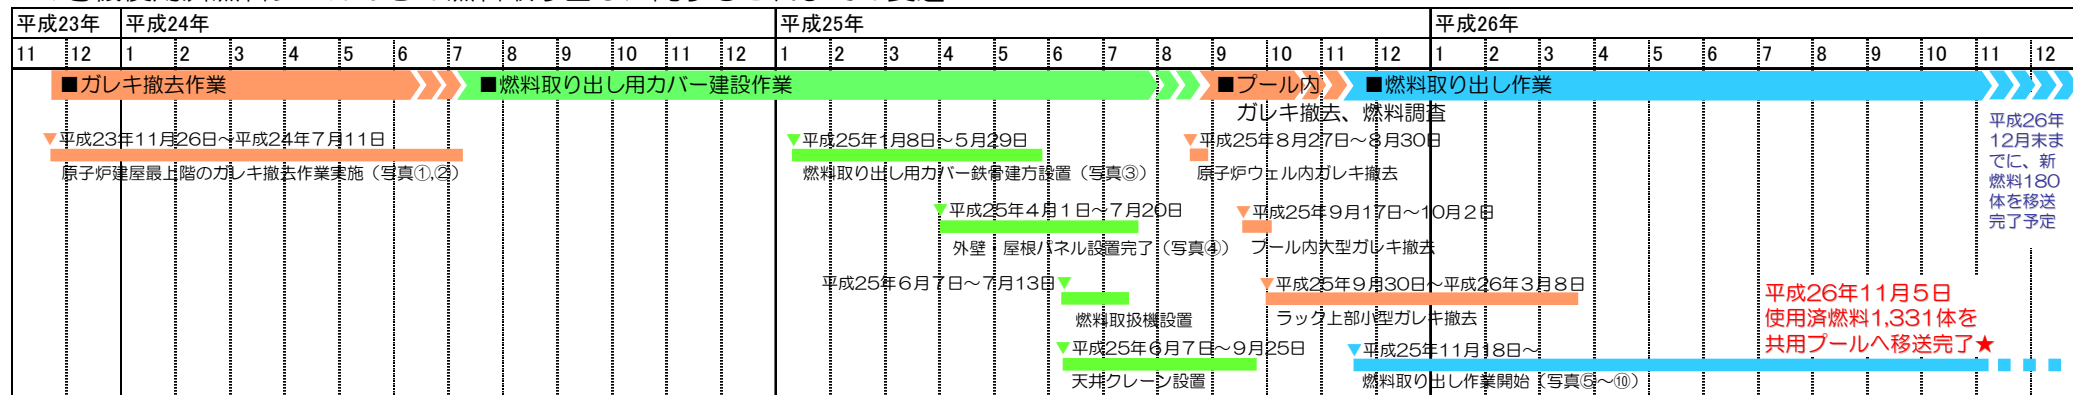 平成23年 平成24年 平成25年 平成26年
11 12 1 2 3 4 5 6 7 8 9 10 11 12 1 2 3 4 5 6 7 8 9 10 11 12 1 2 3 4 5 6 7 8 9 10 11 12
■ガレキ撤去作業 ■燃料取り出し用カバー建設作業 ■プール内 ■燃料取り出し作業
ガレキ撤去、燃料調査
▼平成23年11月26日～平成24年7月11日
原子炉建屋最上階のガレキ撤去作業実施（写真①,②）
▼平成25年1月8日～5月29日
燃料取り出し用カバー鉄骨建方設置（写真③）
▼平成25年8月27日～8月30日
原子炉ウェル内ガレキ撤去
平成26年
12月末ま
でに、新
燃料180
体を移送
完了予定
▼平成25年4月1日～7月20日
外壁・屋根パネル設置完了（写真④）
▼平成25年9月17日～10月2日
プール内大型ガレキ撤去
平成25年6月7日～7月13日▼
燃料取扱機設置
▼平成25年9月30日～平成26年3月8日
ラック上部小型ガレキ撤去
平成26年11月5日
使用済燃料1,331体を
共用プールへ移送完了★
▼平成25年6月7日～9月25日
天井クレーン設置
▼平成25年11月18日～
燃料取り出し作業開始（写真⑤～⑩）